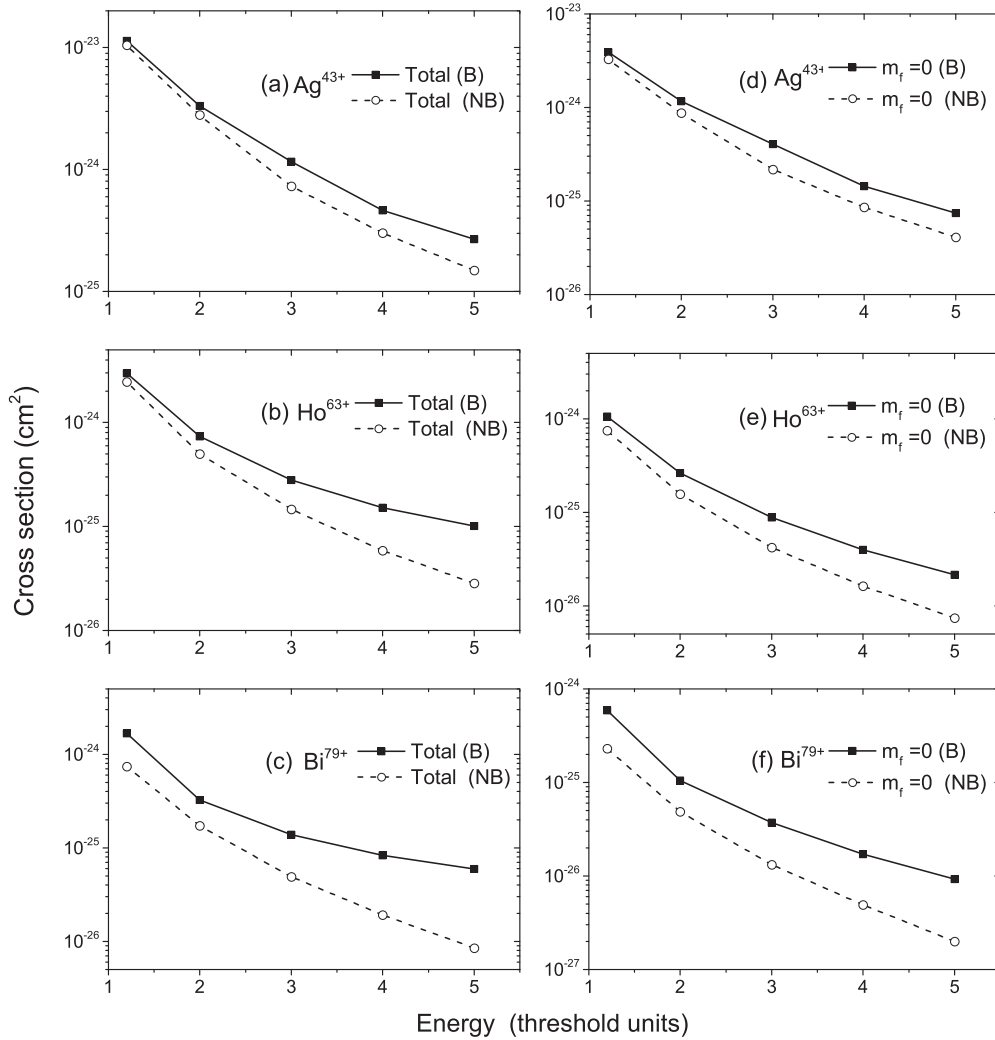 10^-23
10^-24
10^-25
(a) Ag^43+
Total (B)
Total (NB)
1 2 3 4 5
10^-23
10^-24
10^-25
10^-26
(d) Ag^43+
m_f =0 (B)
m_f =0 (NB)
1 2 3 4 5
Cross section (cm^2)
10^-24
10^-25
10^-26
(b) Ho^63+
Total (B)
Total (NB)
1 2 3 4 5
10^-24
10^-25
10^-26
(e) Ho^63+
m_f =0 (B)
m_f =0 (NB)
1 2 3 4 5
10^-24
10^-25
10^-26
(c) Bi^79+
Total (B)
Total (NB)
1 2 3 4 5
10^-24
10^-25
10^-26
10^-27
(f) Bi^79+
m_f =0 (B)
m_f =0 (NB)
1 2 3 4 5
Energy (threshold units)